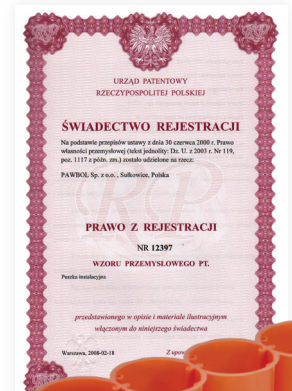 URZĄD PATENTOWY
RZECZYPOSPOLITEJ POLSKIEJ
ŚWIADECTWO REJESTRACJI
Na podstawie przepisów ustawy z dnia 30 czerwca 2000 r. Prawo
własności przemysłowej (tekst jednolity: Dz. U. z 2003 r. Nr 119,
poz. 1117 z późn. zm.) zostało udzielone na rzecz:
PAWBOL Sp. z o.o. , Sułkowice, Polska
RP
PRAWO Z REJESTRACJI
NR 12397
WZORU PRZEMYSŁOWEGO PT.
Puszka instalacyjna
przedstawionego w opisie i materiale ilustracyjnym
włączonym do niniejszego świadectwa
Warszawa, 2008-02-18
Z upow